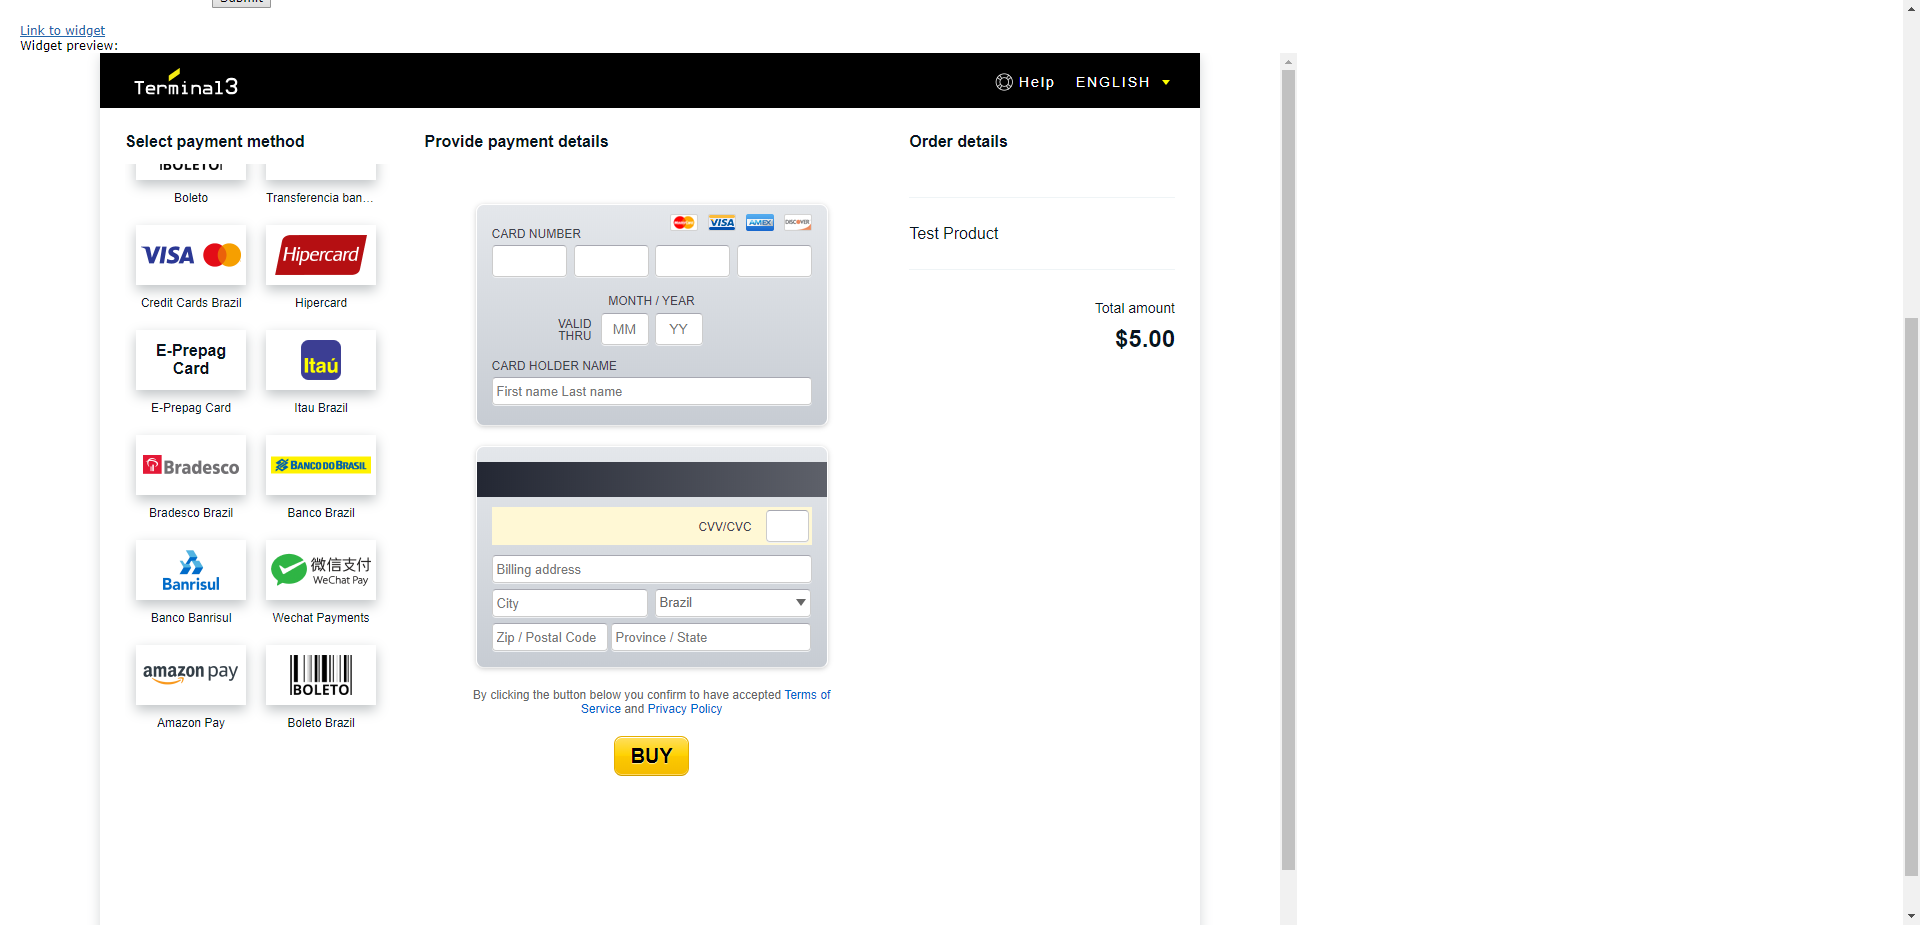 Submit
Link to widget
Widget preview:
Terminal3
Help
ENGLISH
Select payment method
Provide payment details
Order details
BOLETO
Boleto
Transferencia ban...
VISA
Hipercard
Credit Cards Brazil
Hipercard
E-Prepag
Card
Itaú
E-Prepag Card
Itau Brazil
Bradesco
BANCO DO BRASIL
Bradesco Brazil
Banco Brazil
Banrisul
微信支付
WeChat Pay
Banco Banrisul
Wechat Payments
amazon pay
BOLETO
Amazon Pay
Boleto Brazil
VISA
AMEX
DISCOVER
CARD NUMBER
MONTH / YEAR
VALID
THRU
MM
YY
CARD HOLDER NAME
First name Last name
CVV/CVC
Billing address
City
Brazil
Zip / Postal Code
Province / State
By clicking the button below you confirm to have accepted Terms of
Service and Privacy Policy
BUY
Test Product
Total amount
$5.00